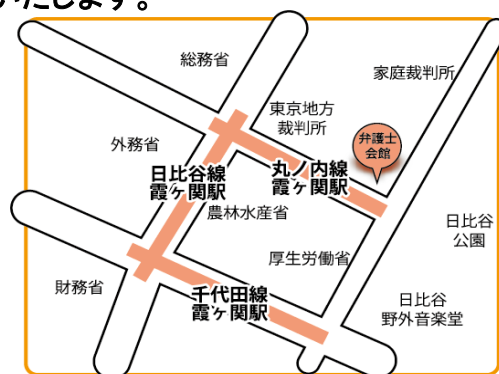 いたします。
総務省
家庭裁判所
東京地方
裁判所
弁護士
会館
外務省
日比谷線
霞ヶ関駅
丸ノ内線
霞ヶ関駅
農林水産省
日比谷
公園
厚生労働省
財務省
千代田線
霞ヶ関駅
日比谷
野外音楽堂